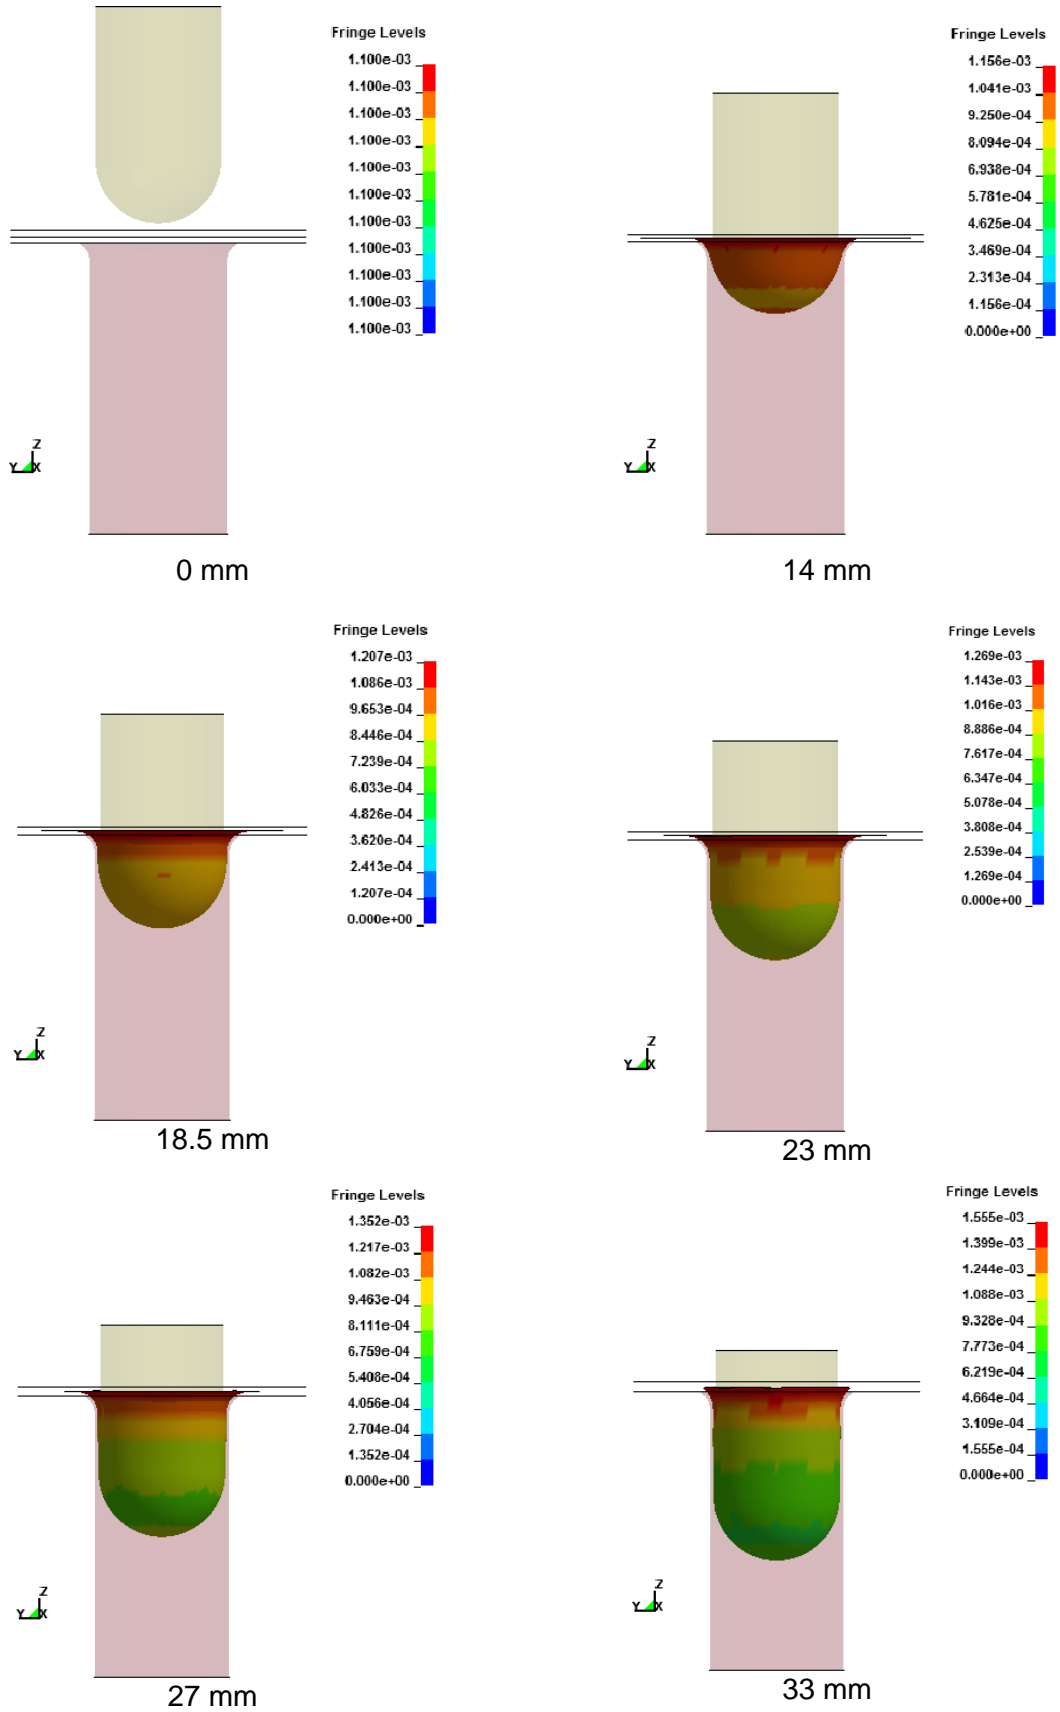 Fringe Levels
1.100e-03
1.100e-03
1.100e-03
1.100e-03
1.100e-03
1.100e-03
1.100e-03
1.100e-03
1.100e-03
1.100e-03
1.100e-03
Z
Y X
0 mm
Fringe Levels
1.156e-03
1.041e-03
9.250e-04
8.094e-04
6.938e-04
5.781e-04
4.625e-04
3.469e-04
2.313e-04
1.156e-04
0.000e+00
Z
Y X
14 mm
Fringe Levels
1.207e-03
1.086e-03
9.653e-04
8.446e-04
7.239e-04
6.033e-04
4.826e-04
3.620e-04
2.413e-04
1.207e-04
0.000e+00
Z
Y X
18.5 mm
Fringe Levels
1.269e-03
1.143e-03
1.016e-03
8.886e-04
7.617e-04
6.347e-04
5.078e-04
3.808e-04
2.539e-04
1.269e-04
0.000e+00
Z
Y X
23 mm
Fringe Levels
1.352e-03
1.217e-03
1.082e-03
9.463e-04
8.111e-04
6.759e-04
5.408e-04
4.056e-04
2.704e-04
1.352e-04
0.000e+00
Z
Y X
27 mm
Fringe Levels
1.555e-03
1.399e-03
1.244e-03
1.088e-03
9.328e-04
7.773e-04
6.219e-04
4.664e-04
3.109e-04
1.555e-04
0.000e+00
Z
Y X
33 mm